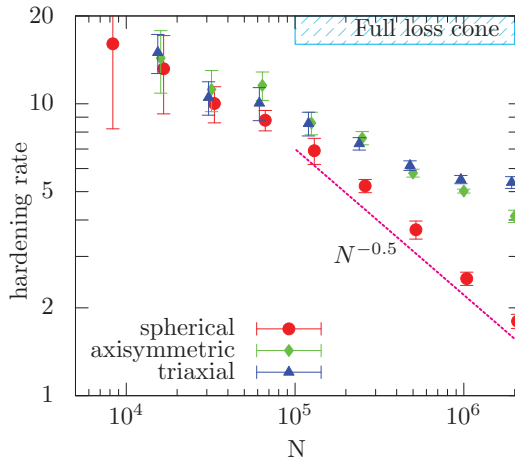 20
Full loss cone
10
hardening rate
5
N^{-0.5}
2
spherical
axisymmetric
triaxial
1
10^4
10^5
10^6
N